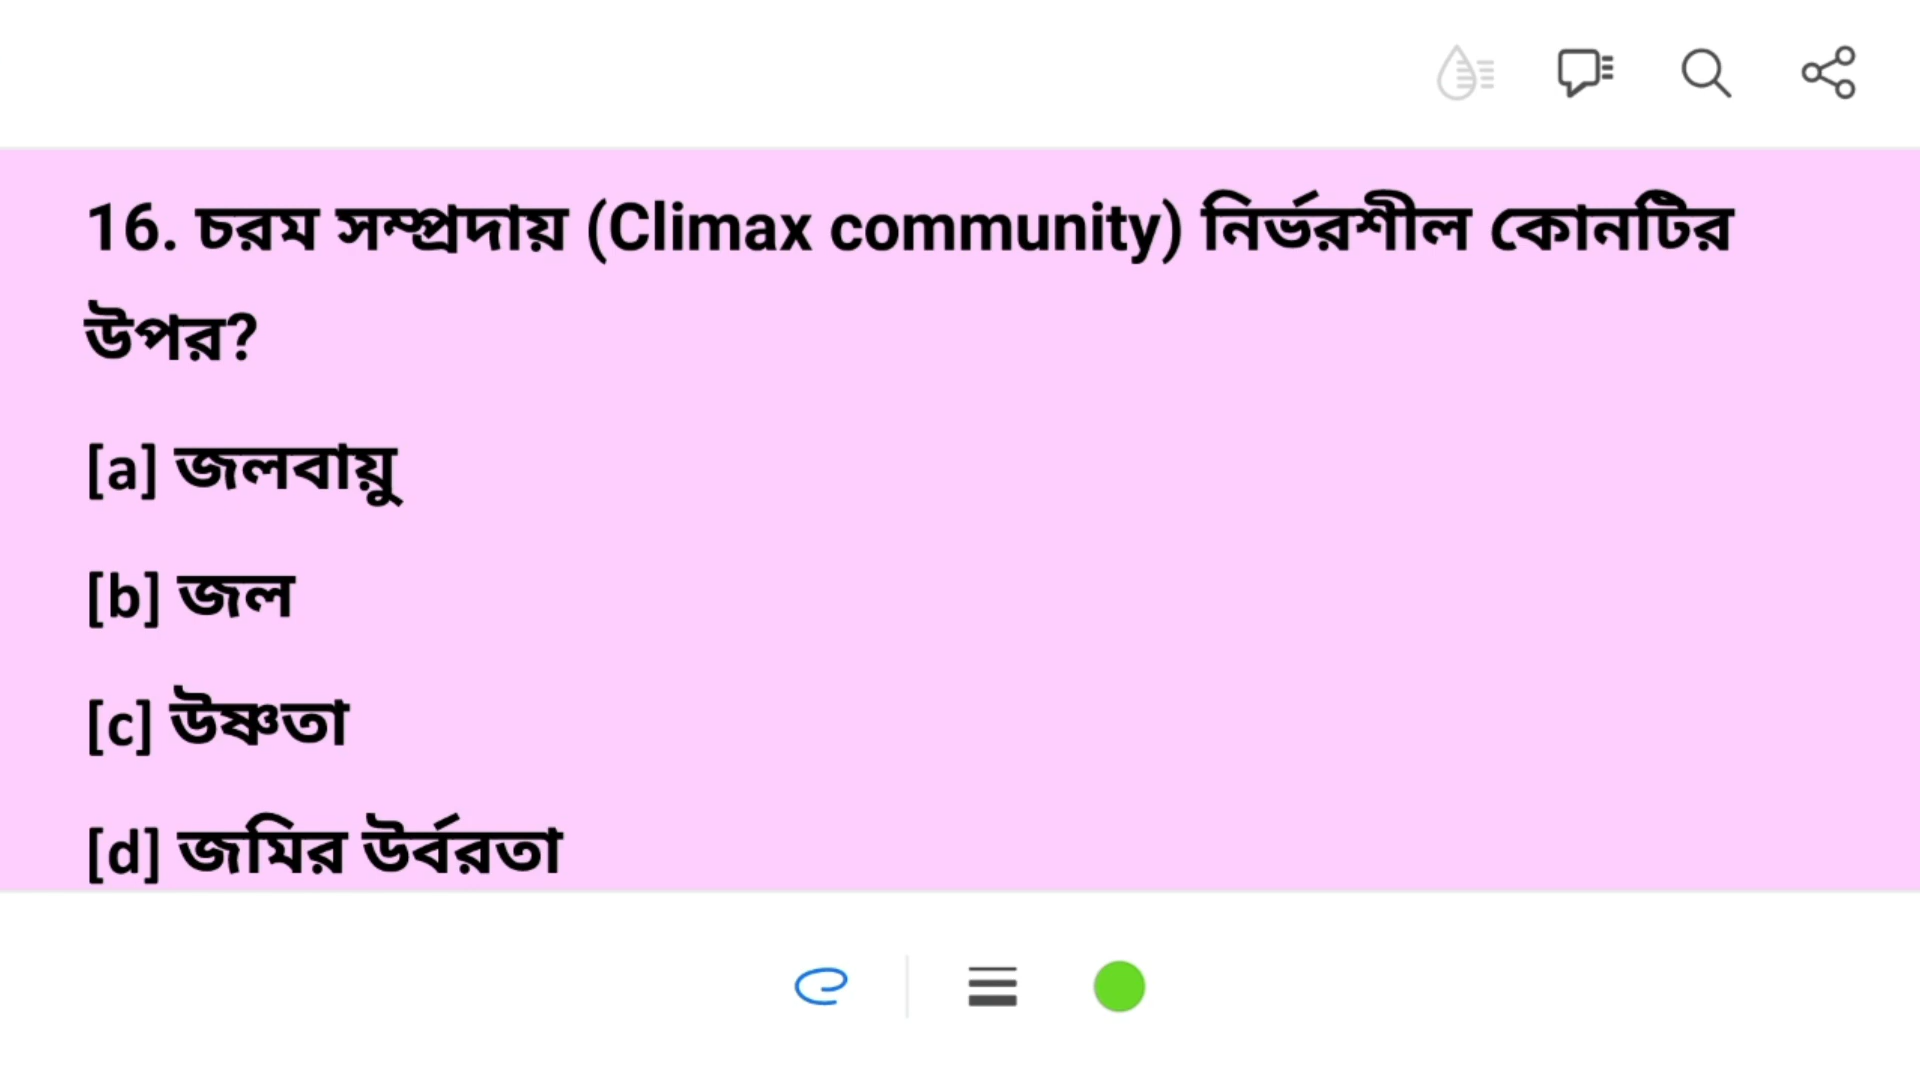 16. চরম সম্প্রদায় (Climax community) নির্ভরশীল কোনটির
উপর?
[a] জলবায়ু
[b] জল
[c] উষ্ণতা
[d] জমির উর্বরতা